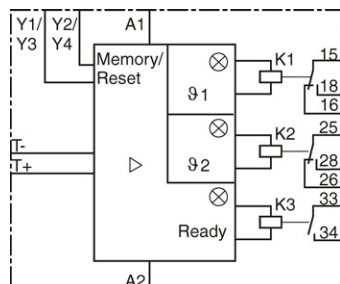 Y1/ Y2/ A1
Y3 Y4
Memory/
Reset
K1
15
ϑ1
18
16
T-
T+
K2
25
ϑ2
28
26
K3
33
Ready
34
A2